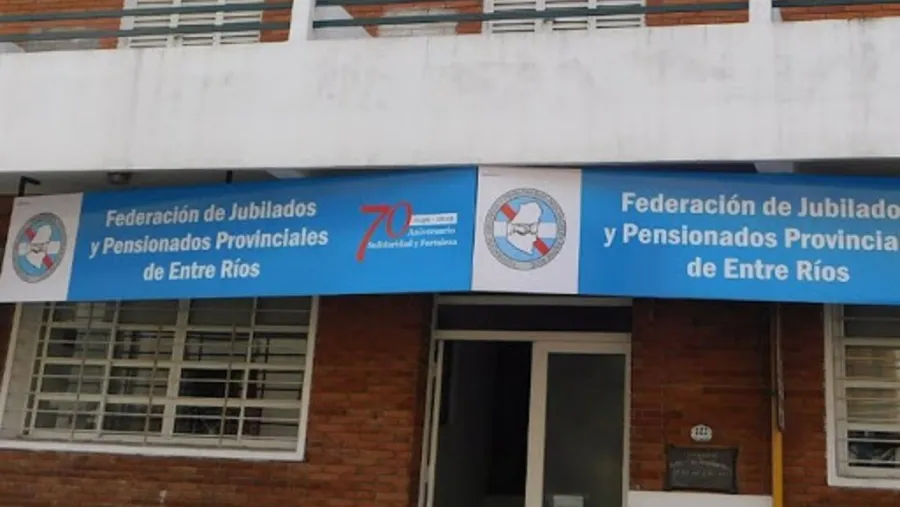 Federación de Jubilados
y Pensionados Provinciales
de Entre Ríos
70
Aniversario
Solidaridad y Fortaleza
Federación de Jubilado
y Pensionados Provincia
de Entre Ríos